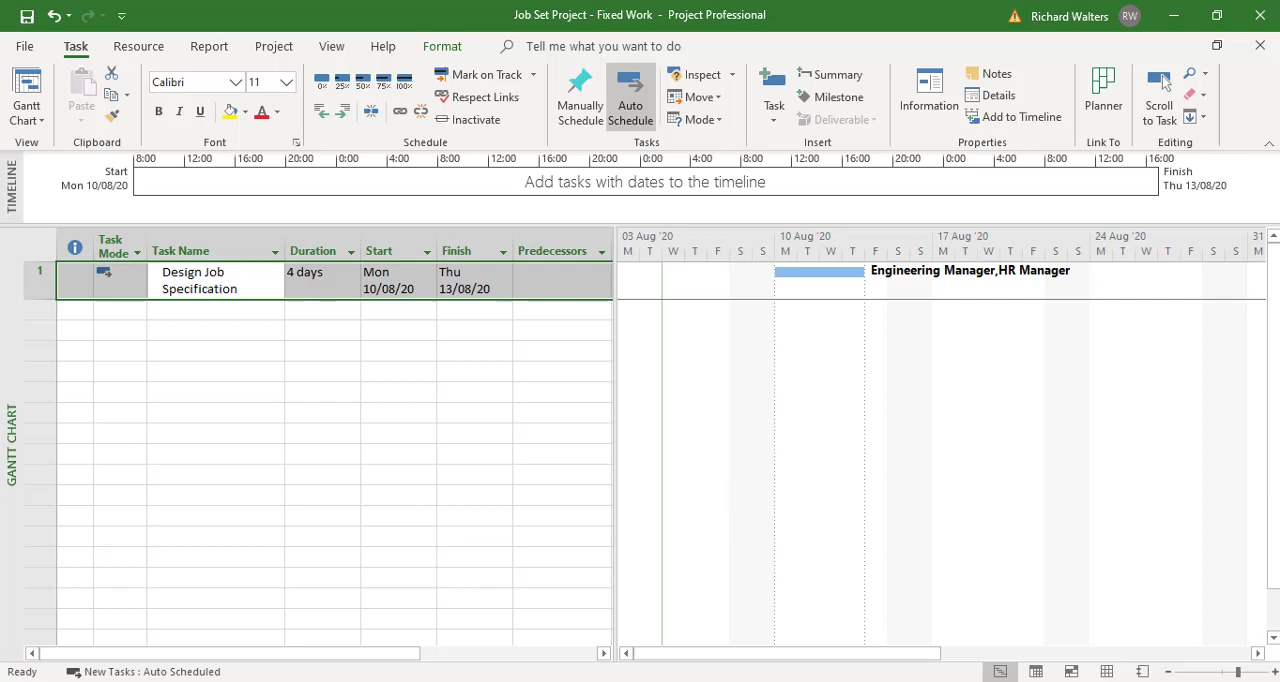 Job Set Project - Fixed Work - Project Professional
Richard Walters RW
File Task Resource Report Project View Help Format Tell me what you want to do
Gantt Chart
View
Paste
Clipboard
Calibri 11
B I U A
Font
0% 25% 50% 75% 100%
Mark on Track
Respect Links
Inactivate
Schedule
Manually Schedule
Auto Schedule
Inspect
Move
Mode
Tasks
Task
Summary
Milestone
Deliverable
Insert
Information
Notes
Details
Add to Timeline
Properties
Planner
Link To
Scroll to Task
Editing
TIMELINE
8:00 12:00 16:00 20:00 0:00 4:00 8:00 12:00 16:00 20:00 0:00 4:00 8:00 12:00 16:00 20:00 0:00 4:00 8:00 12:00 16:00
Start
Mon 10/08/20
Add tasks with dates to the timeline
Finish
Thu 13/08/20
GANTT CHART
Task Mode Task Name Duration Start Finish Predecessors
03 Aug '20 10 Aug '20 17 Aug '20 24 Aug '20 31
M T W T F S S M T W T F S S M T W T F S S M T W T F S S M
1 Design Job Specification 4 days Mon 10/08/20 Thu 13/08/20
Engineering Manager,HR Manager
Ready New Tasks : Auto Scheduled